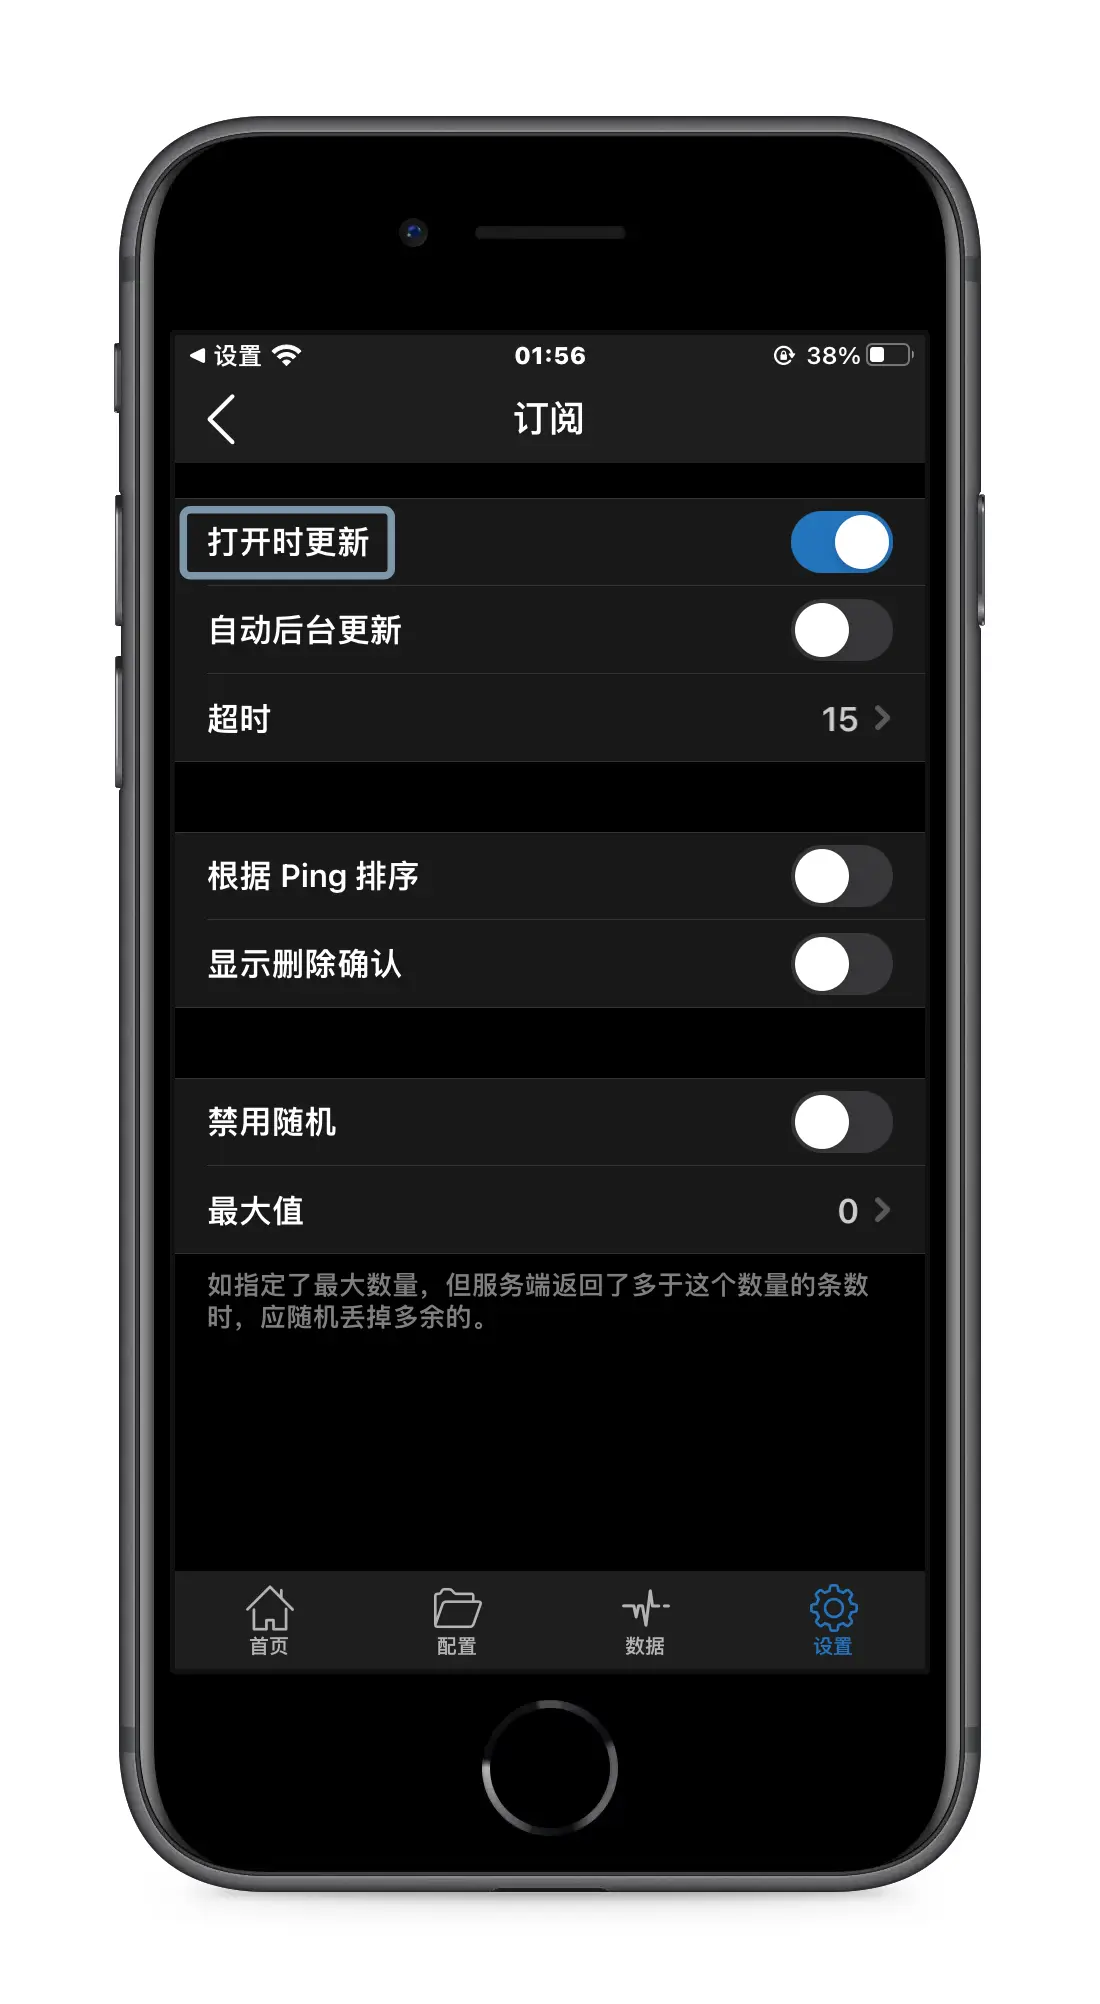 设置
01:56
38%
订阅
打开时更新
自动后台更新
超时
15
根据 Ping 排序
显示删除确认
禁用随机
最大值
0
如指定了最大数量，但服务端返回了多于这个数量的条数
时，应随机丢掉多余的。
首页
配置
数据
设置